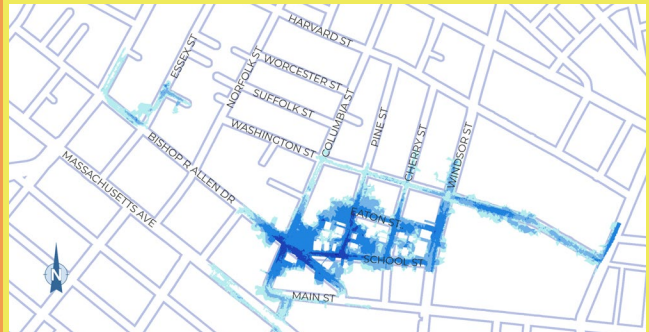 HARVARD ST
ESSEX ST
WORCESTER ST
NORFOLK ST
SUFFOLK ST
COLUMBIA ST
PINE ST
WASHINGTON ST
CHERRY ST
WINDSOR ST
BISHOP R ALLEN DR
MASSACHUSETTS AVE
EATON ST
SCHOOL ST
MAIN ST